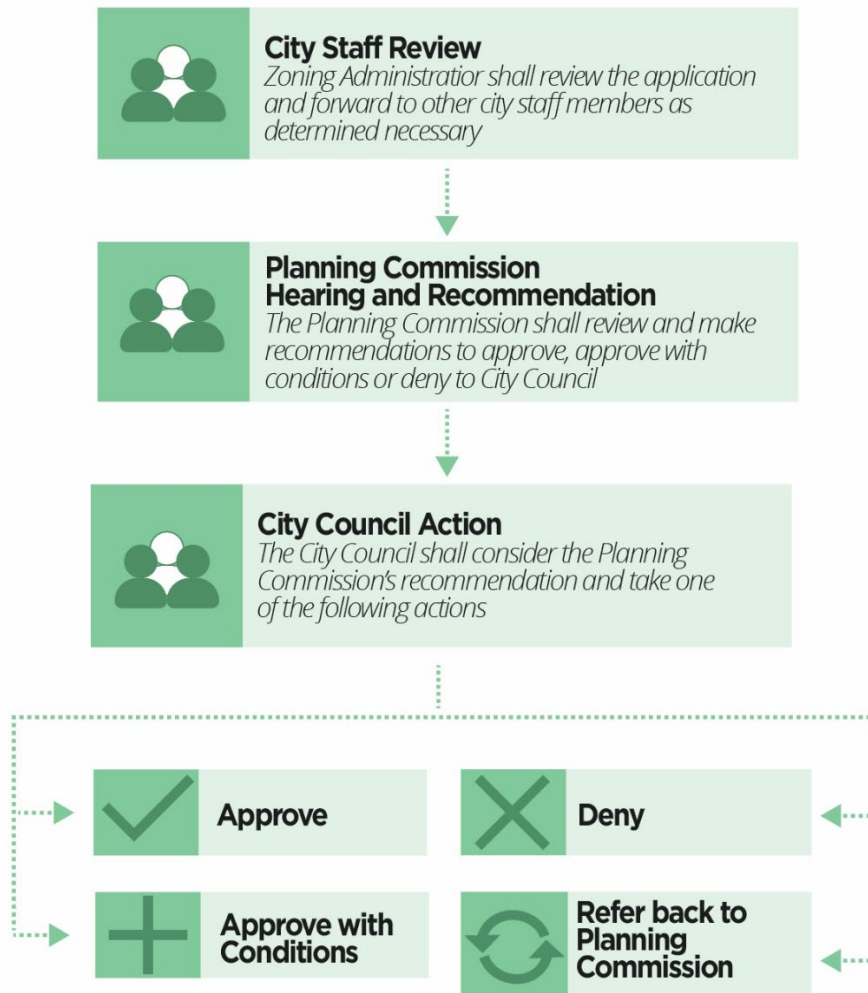 City Staff Review
Zoning Administratior shall review the application
and forward to other city staff members as
determined necessary
Planning Commission
Hearing and Recommendation
The Planning Commission shall review and make
recommendations to approve, approve with
conditions or deny to City Council
City Council Action
The City Council shall consider the Planning
Commission's recommendation and take one
of the following actions
Approve
Deny
Approve with
Conditions
Refer back to
Planning
Commission